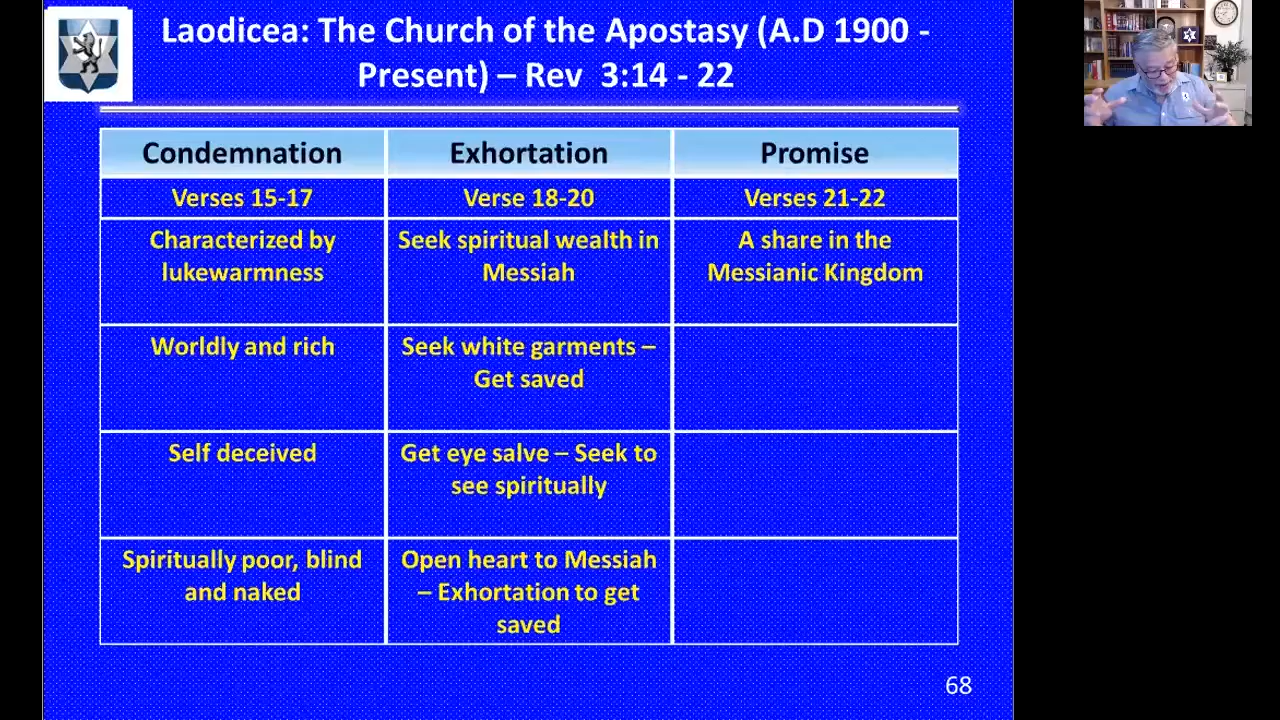 Laodicea: The Church of the Apostasy (A.D 1900 -
Present) – Rev 3:14 - 22
Condemnation
Exhortation
Promise
Verses 15-17
Verse 18-20
Verses 21-22
Characterized by
lukewarmness
Seek spiritual wealth in
Messiah
A share in the
Messianic Kingdom
Worldly and rich
Seek white garments –
Get saved
Self deceived
Get eye salve – Seek to
see spiritually
Spiritually poor, blind
and naked
Open heart to Messiah
– Exhortation to get
saved
68